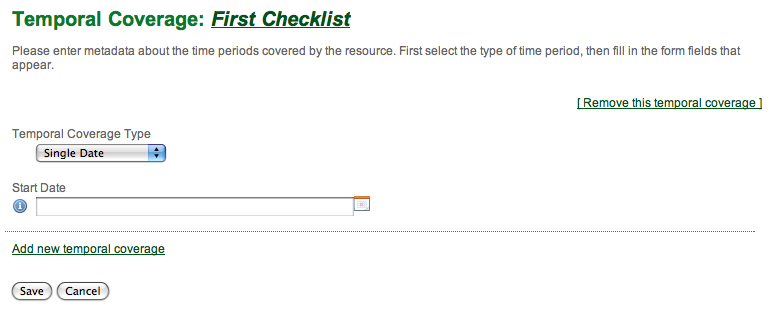 Temporal Coverage: First Checklist
Please enter metadata about the time periods covered by the resource. First select the type of time period, then fill in the form fields that
appear.
[ Remove this temporal coverage ]
Temporal Coverage Type
Single Date
Start Date
Add new temporal coverage
Save Cancel